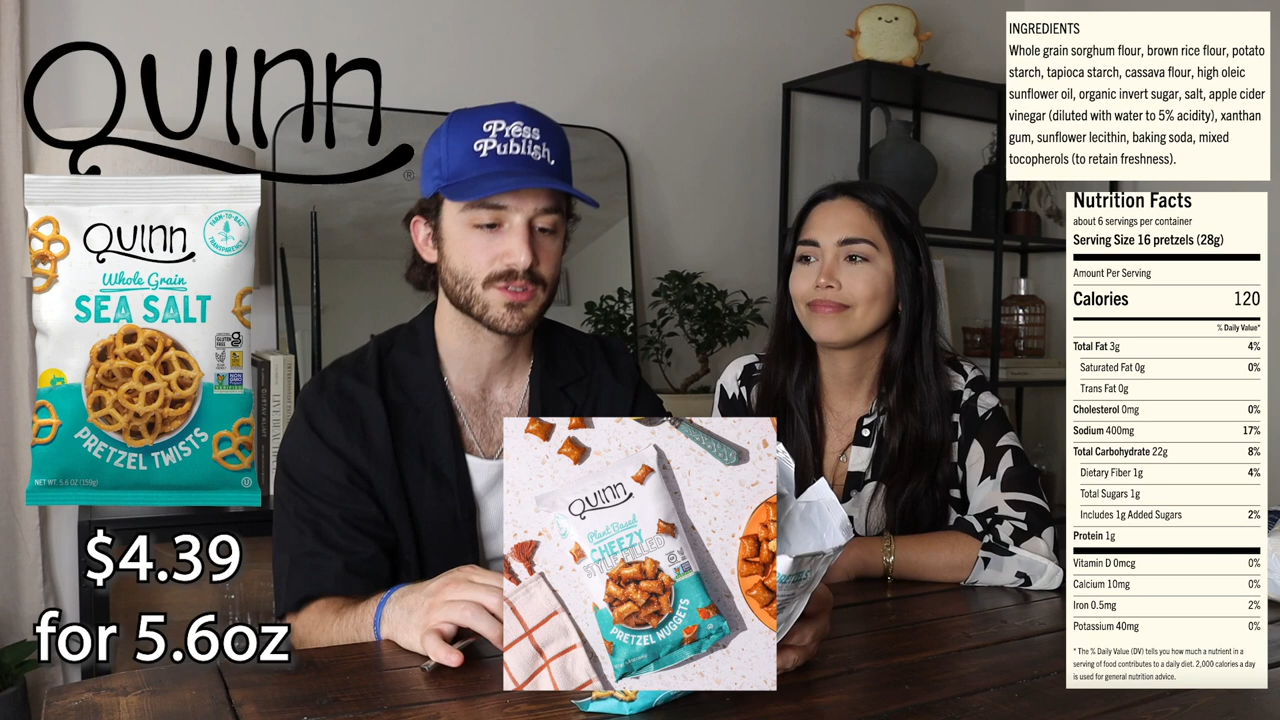 Quinn
®
Quinn
FARM-TO-BAG
TRANSPARENCY
Whole Grain
SEA SALT
PRETZEL TWISTS
NET WT. 5.6 OZ (159g)
$4.39
for 5.6oz
Press
Publish.
Quinn
Plant Based
CHEEZY
STYLE FILLED
PRETZEL NUGGETS
INGREDIENTS
Whole grain sorghum flour, brown rice flour, potato
starch, tapioca starch, cassava flour, high oleic
sunflower oil, organic invert sugar, salt, apple cider
vinegar (diluted with water to 5% acidity), xanthan
gum, sunflower lecithin, baking soda, mixed
tocopherols (to retain freshness).
Nutrition Facts
about 6 servings per container
Serving Size 16 pretzels (28g)
Amount Per Serving
Calories 120
% Daily Value*
Total Fat 3g 4%
Saturated Fat 0g 0%
Trans Fat 0g
Cholesterol 0mg 0%
Sodium 400mg 17%
Total Carbohydrate 22g 8%
Dietary Fiber 1g 4%
Total Sugars 1g
Includes 1g Added Sugars 2%
Protein 1g
Vitamin D 0mcg 0%
Calcium 10mg 0%
Iron 0.5mg 2%
Potassium 40mg 0%
* The % Daily Value (DV) tells you how much a nutrient in a
serving of food contributes to a daily diet. 2,000 calories a day
is used for general nutrition advice.